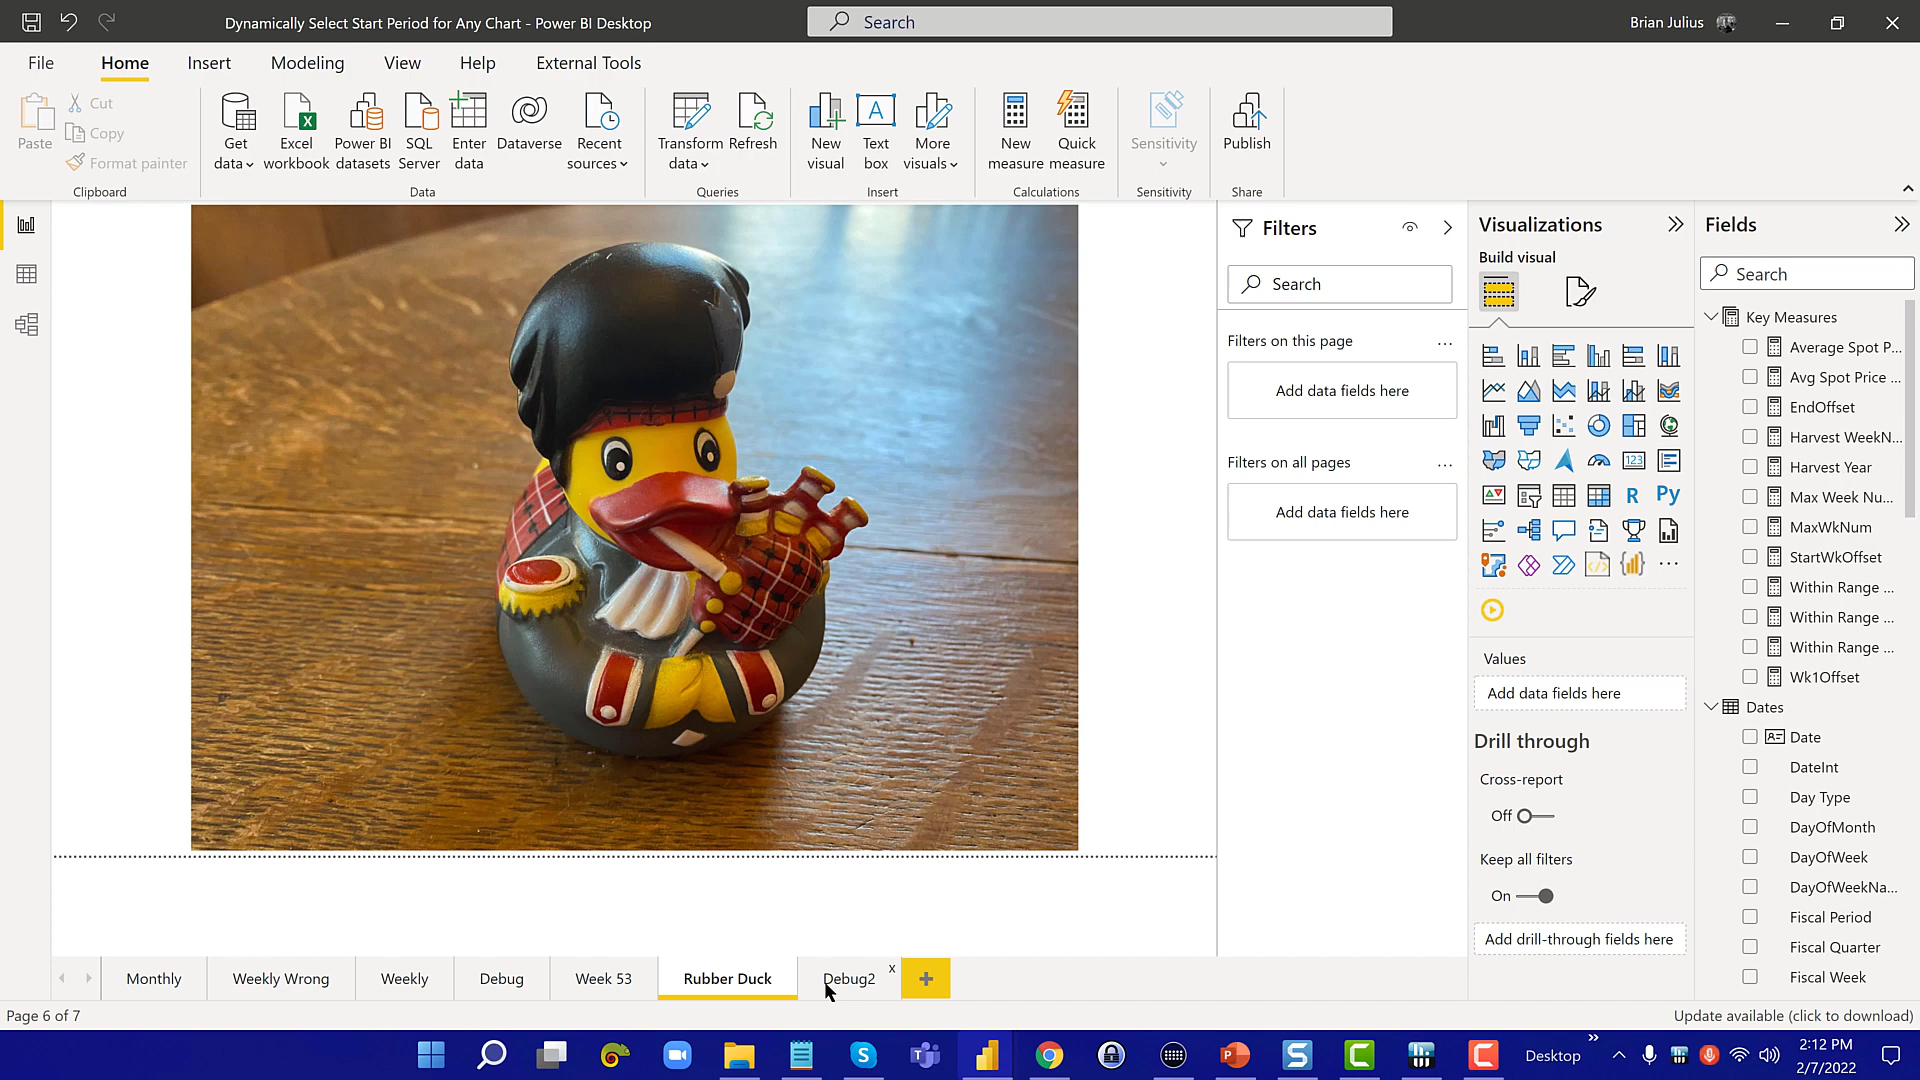 Dynamically Select Start Period for Any Chart - Power BI Desktop
Search
Brian Julius
File
Home
Insert
Modeling
View
Help
External Tools
Paste
Cut
Copy
Format painter
Clipboard
Get data
Excel workbook
Power BI datasets
SQL Server
Enter data
Dataverse
Recent sources
Data
Transform data
Refresh
Queries
New visual
Text box
More visuals
Insert
New measure
Quick measure
Calculations
Sensitivity
Sensitivity
Publish
Share
Filters
Search
Filters on this page
...
Add data fields here
Filters on all pages
...
Add data fields here
Visualizations
Build visual
123
R
Py
...
Values
Add data fields here
Drill through
Cross-report
Off
Keep all filters
On
Add drill-through fields here
Fields
Search
Key Measures
Average Spot P...
Avg Spot Price ...
EndOffset
Harvest WeekN...
Harvest Year
Max Week Nu...
MaxWkNum
StartWkOffset
Within Range ...
Within Range ...
Within Range ...
Wk1Offset
Dates
Date
DateInt
Day Type
DayOfMonth
DayOfWeek
DayOfWeekNa...
Fiscal Period
Fiscal Quarter
Fiscal Week
Monthly
Weekly Wrong
Weekly
Debug
Week 53
Rubber Duck
Debug2
x
+
Page 6 of 7
Update available (click to download)
Desktop
2:12 PM
2/7/2022